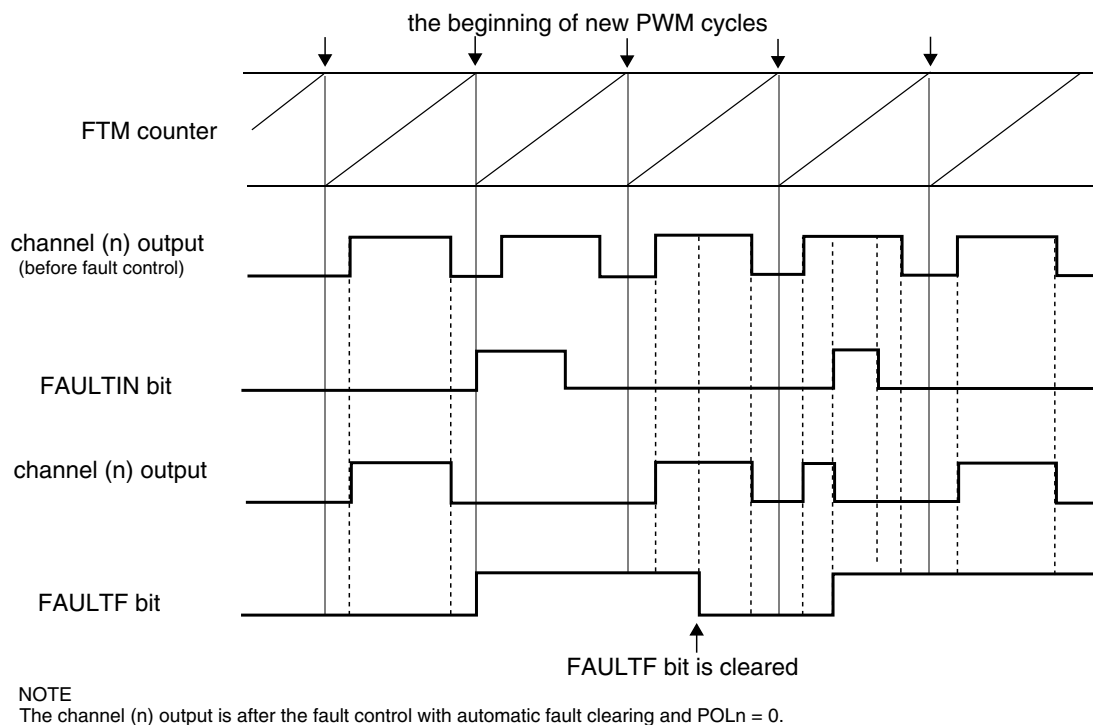 the beginning of new PWM cycles
FTM counter
channel (n) output
(before fault control)
FAULTIN bit
channel (n) output
FAULTF bit
FAULTF bit is cleared
NOTE
The channel (n) output is after the fault control with automatic fault clearing and POLn = 0.